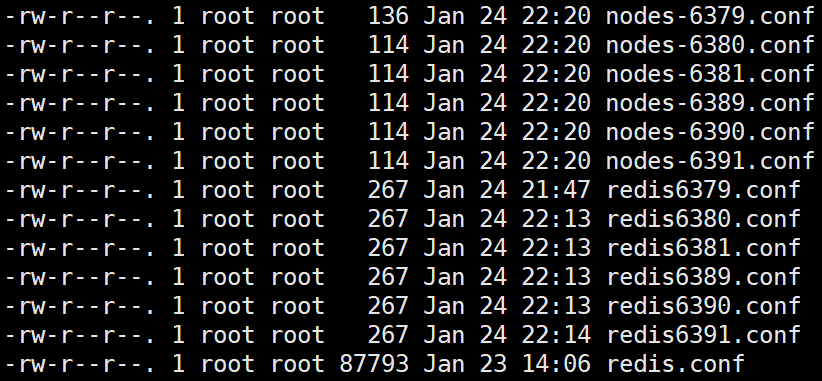 -rw-r--r--. 1 root root   136 Jan 24 22:20 nodes-6379.conf
-rw-r--r--. 1 root root   114 Jan 24 22:20 nodes-6380.conf
-rw-r--r--. 1 root root   114 Jan 24 22:20 nodes-6381.conf
-rw-r--r--. 1 root root   114 Jan 24 22:20 nodes-6389.conf
-rw-r--r--. 1 root root   114 Jan 24 22:20 nodes-6390.conf
-rw-r--r--. 1 root root   114 Jan 24 22:20 nodes-6391.conf
-rw-r--r--. 1 root root   267 Jan 24 21:47 redis6379.conf
-rw-r--r--. 1 root root   267 Jan 24 22:13 redis6380.conf
-rw-r--r--. 1 root root   267 Jan 24 22:13 redis6381.conf
-rw-r--r--. 1 root root   267 Jan 24 22:13 redis6389.conf
-rw-r--r--. 1 root root   267 Jan 24 22:13 redis6390.conf
-rw-r--r--. 1 root root   267 Jan 24 22:14 redis6391.conf
-rw-r--r--. 1 root root 87793 Jan 23 14:06 redis.conf